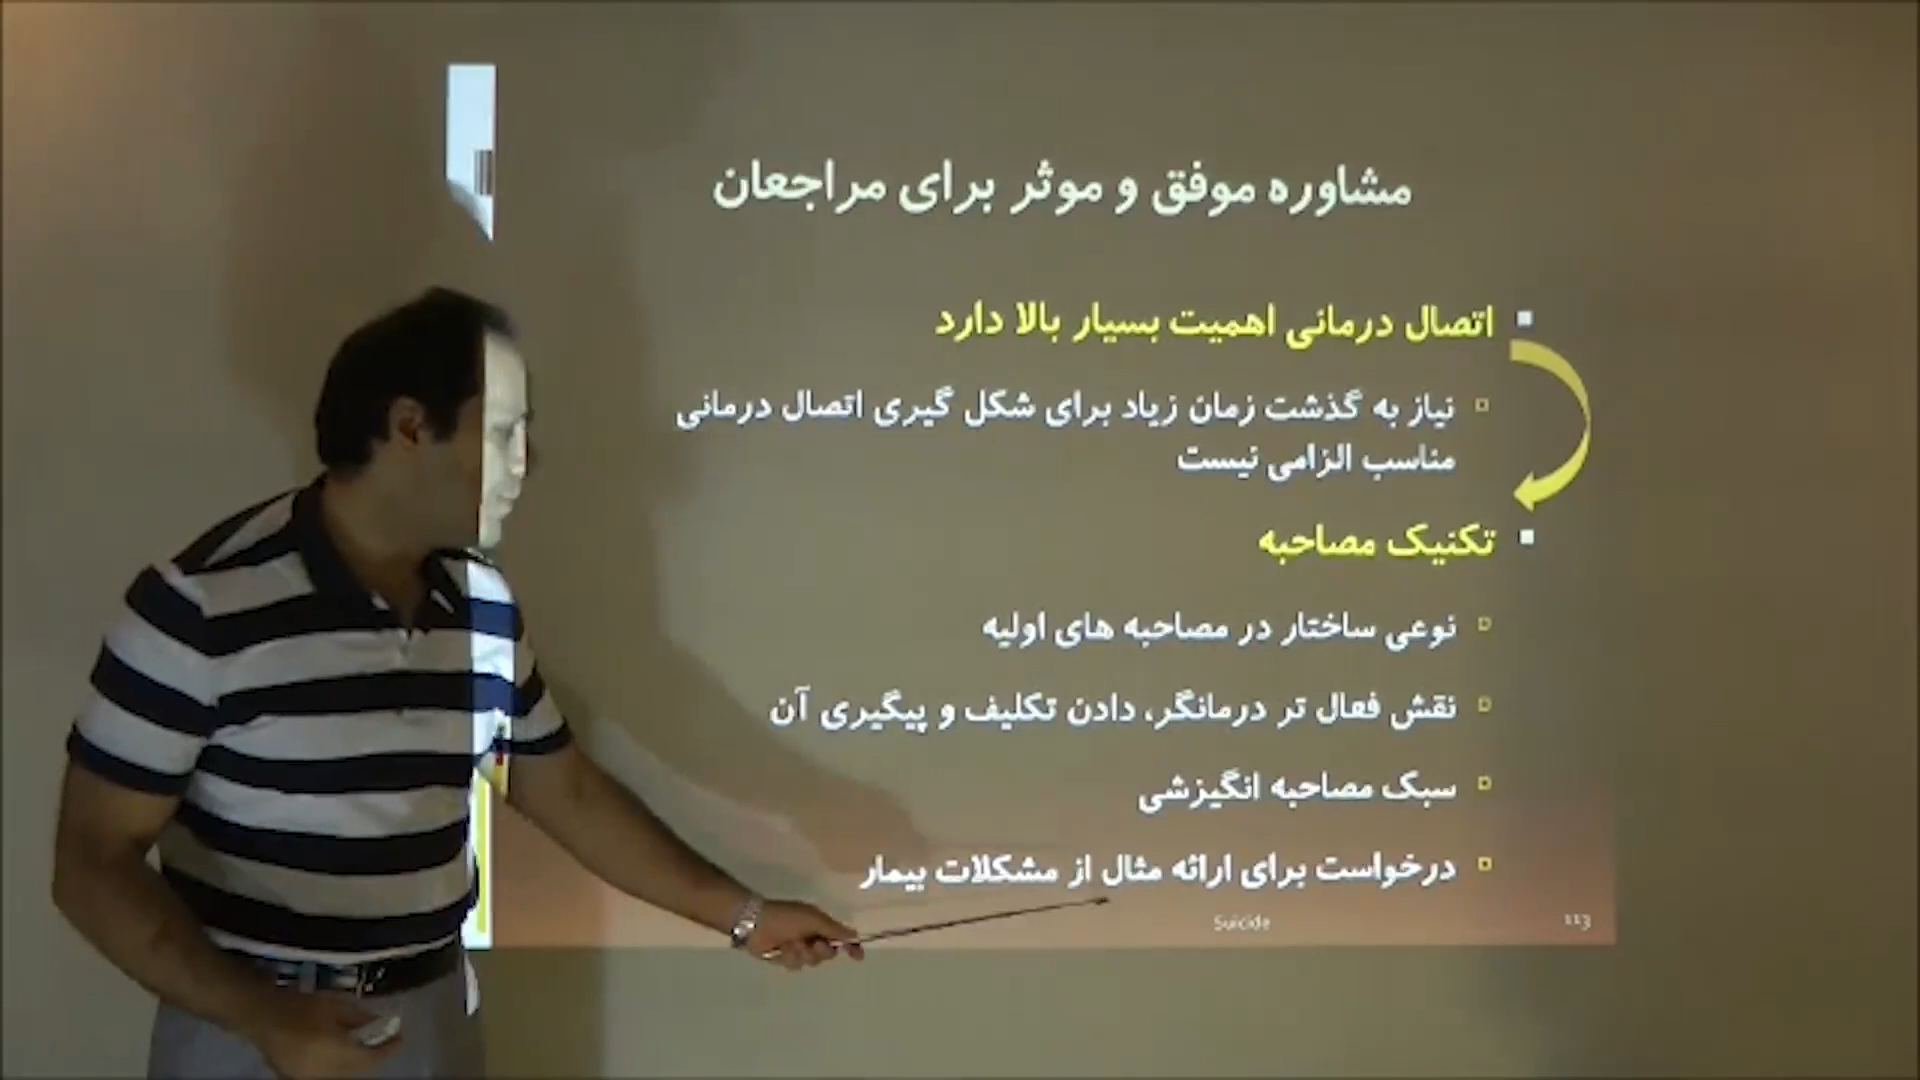 مشاوره موفق و موثر برای مراجعان
اتصال درمانی اهمیت بسیار بالا دارد
نیاز به گذشت زمان زیاد برای شکل گیری اتصال درمانی
مناسب الزامی نیست
تکنیک مصاحبه
نوعی ساختار در مصاحبه های اولیه
نقش فعال تر درمانگر، دادن تکلیف و پیگیری آن
سبک مصاحبه انگیزشی
درخواست برای ارائه مثال از مشکلات بیمار
Suicide
113